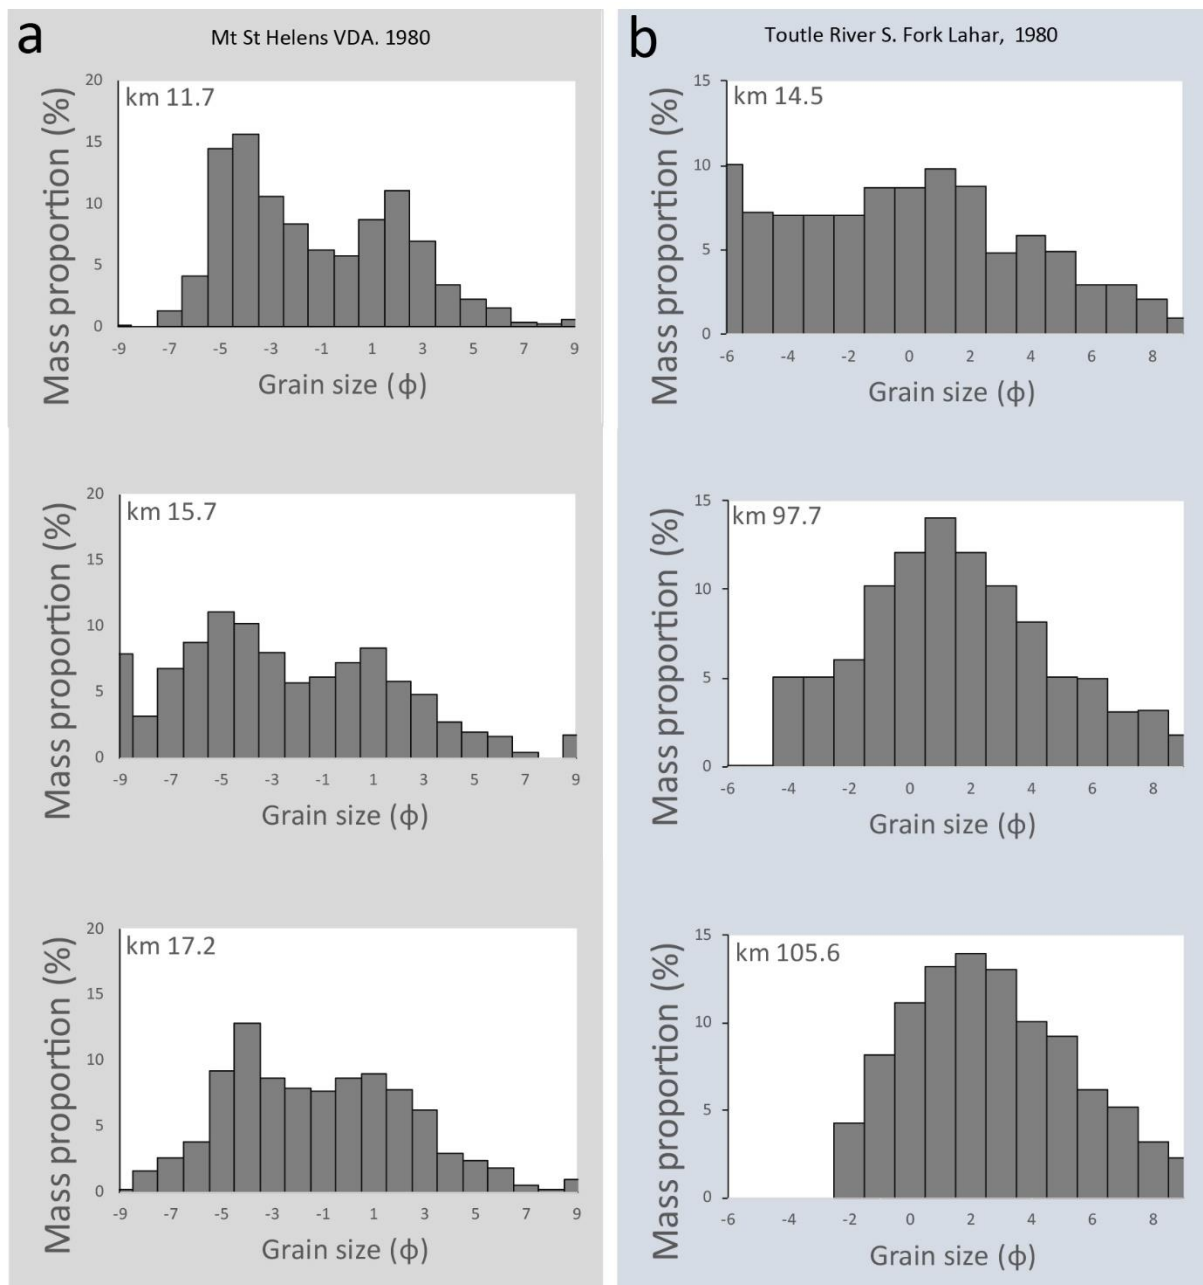 a
Mt St Helens VDA. 1980
20
15
10
5
0
Mass proportion (%)
km 11.7
-9 -7 -5 -3 -1 1 3 5 7 9
Grain size (ϕ)
20
15
10
5
0
Mass proportion (%)
km 15.7
-9 -7 -5 -3 -1 1 3 5 7 9
Grain size (ϕ)
20
15
10
5
0
Mass proportion (%)
km 17.2
-9 -7 -5 -3 -1 1 3 5 7 9
Grain size (ϕ)
b
Toutle River S. Fork Lahar, 1980
15
10
5
0
Mass proportion (%)
km 14.5
-6 -4 -2 0 2 4 6 8
Grain size (ϕ)
15
10
5
0
Mass proportion (%)
km 97.7
-6 -4 -2 0 2 4 6 8
Grain size (ϕ)
15
10
5
0
Mass proportion (%)
km 105.6
-6 -4 -2 0 2 4 6 8
Grain size (ϕ)